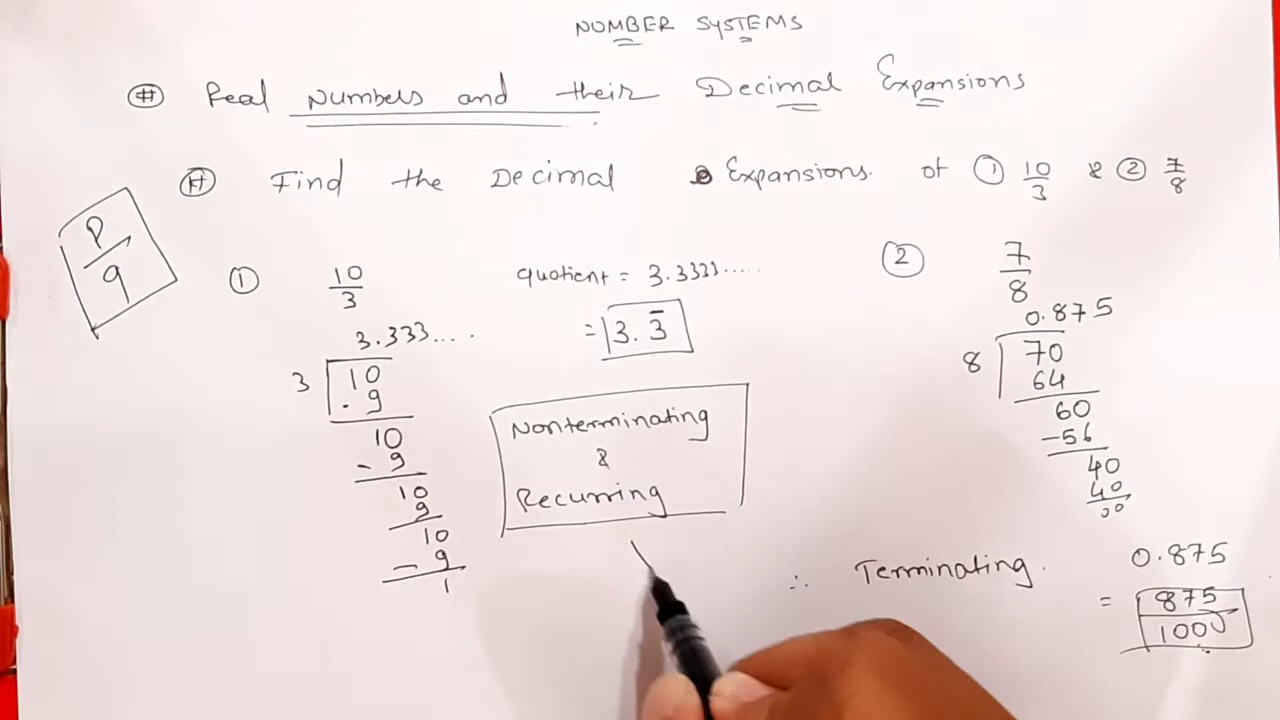 NUMBER SYSTEMS
# Real Numbers and their Decimal Expansions
# Find the Decimal Expansions. of ① 10/3 & ② 7/8
P/q
① 10/3
3.333....
3 10
. 9
10
- 9
10
9
10
- 9
1
quotient = 3.3333.....
= 3.3̅
Nonterminating
&
Recurring
② 7/8
0.875
8 70
64
60
-56
40
40
00
∴ Terminating. 0.875
= 875/1000